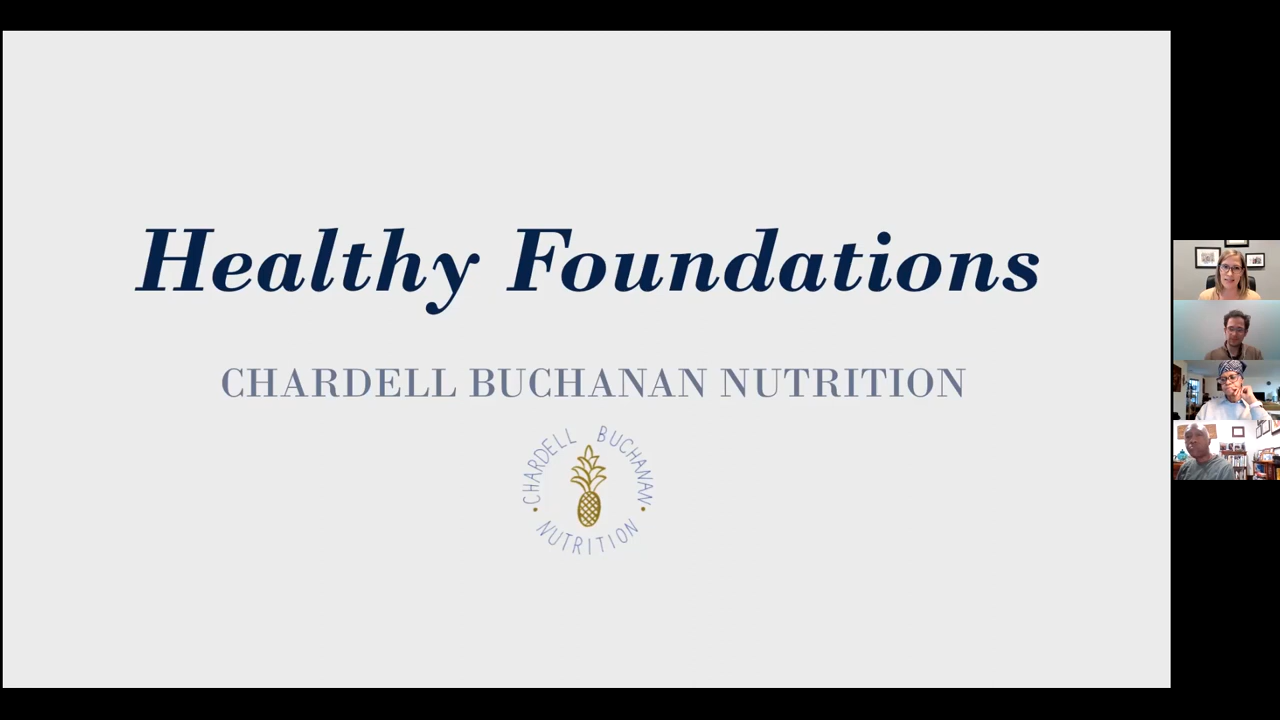 Healthy Foundations
CHARDELL BUCHANAN NUTRITION
CHARDELL BUCHANAN
NUTRITION